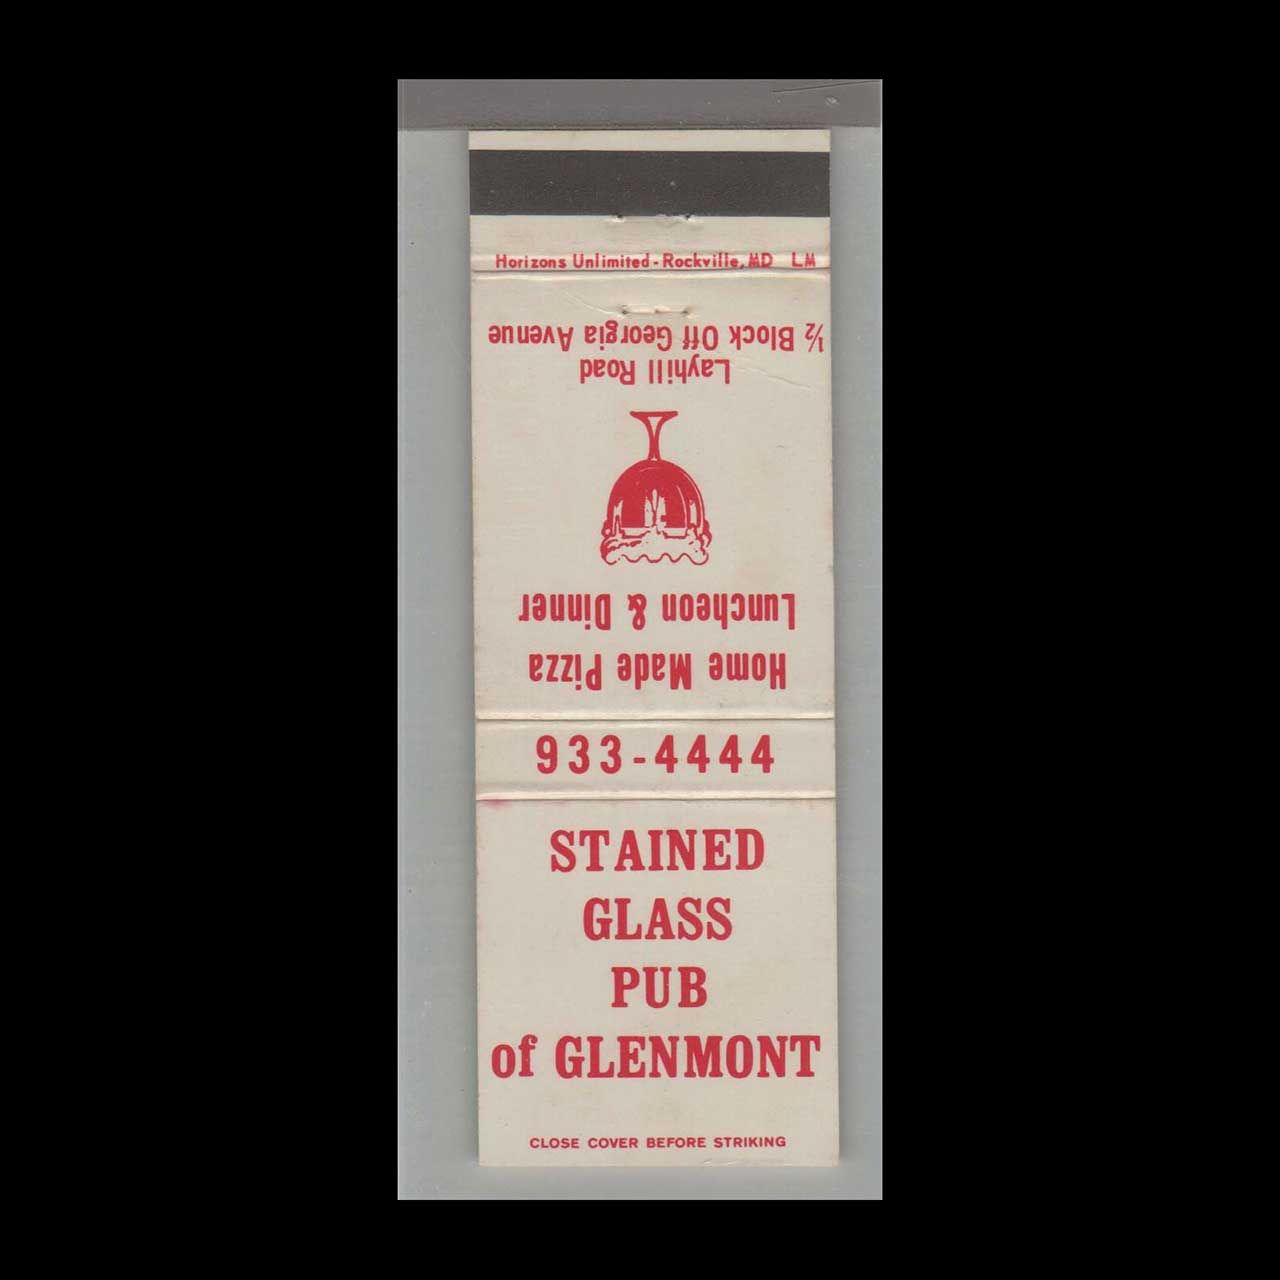 Horizons Unlimited - Rockville, MD LM
Home Made Pizza
Luncheon & Dinner
Layhill Road
½ Block Off Georgia Avenue
933-4444
STAINED
GLASS
PUB
of GLENMONT
CLOSE COVER BEFORE STRIKING